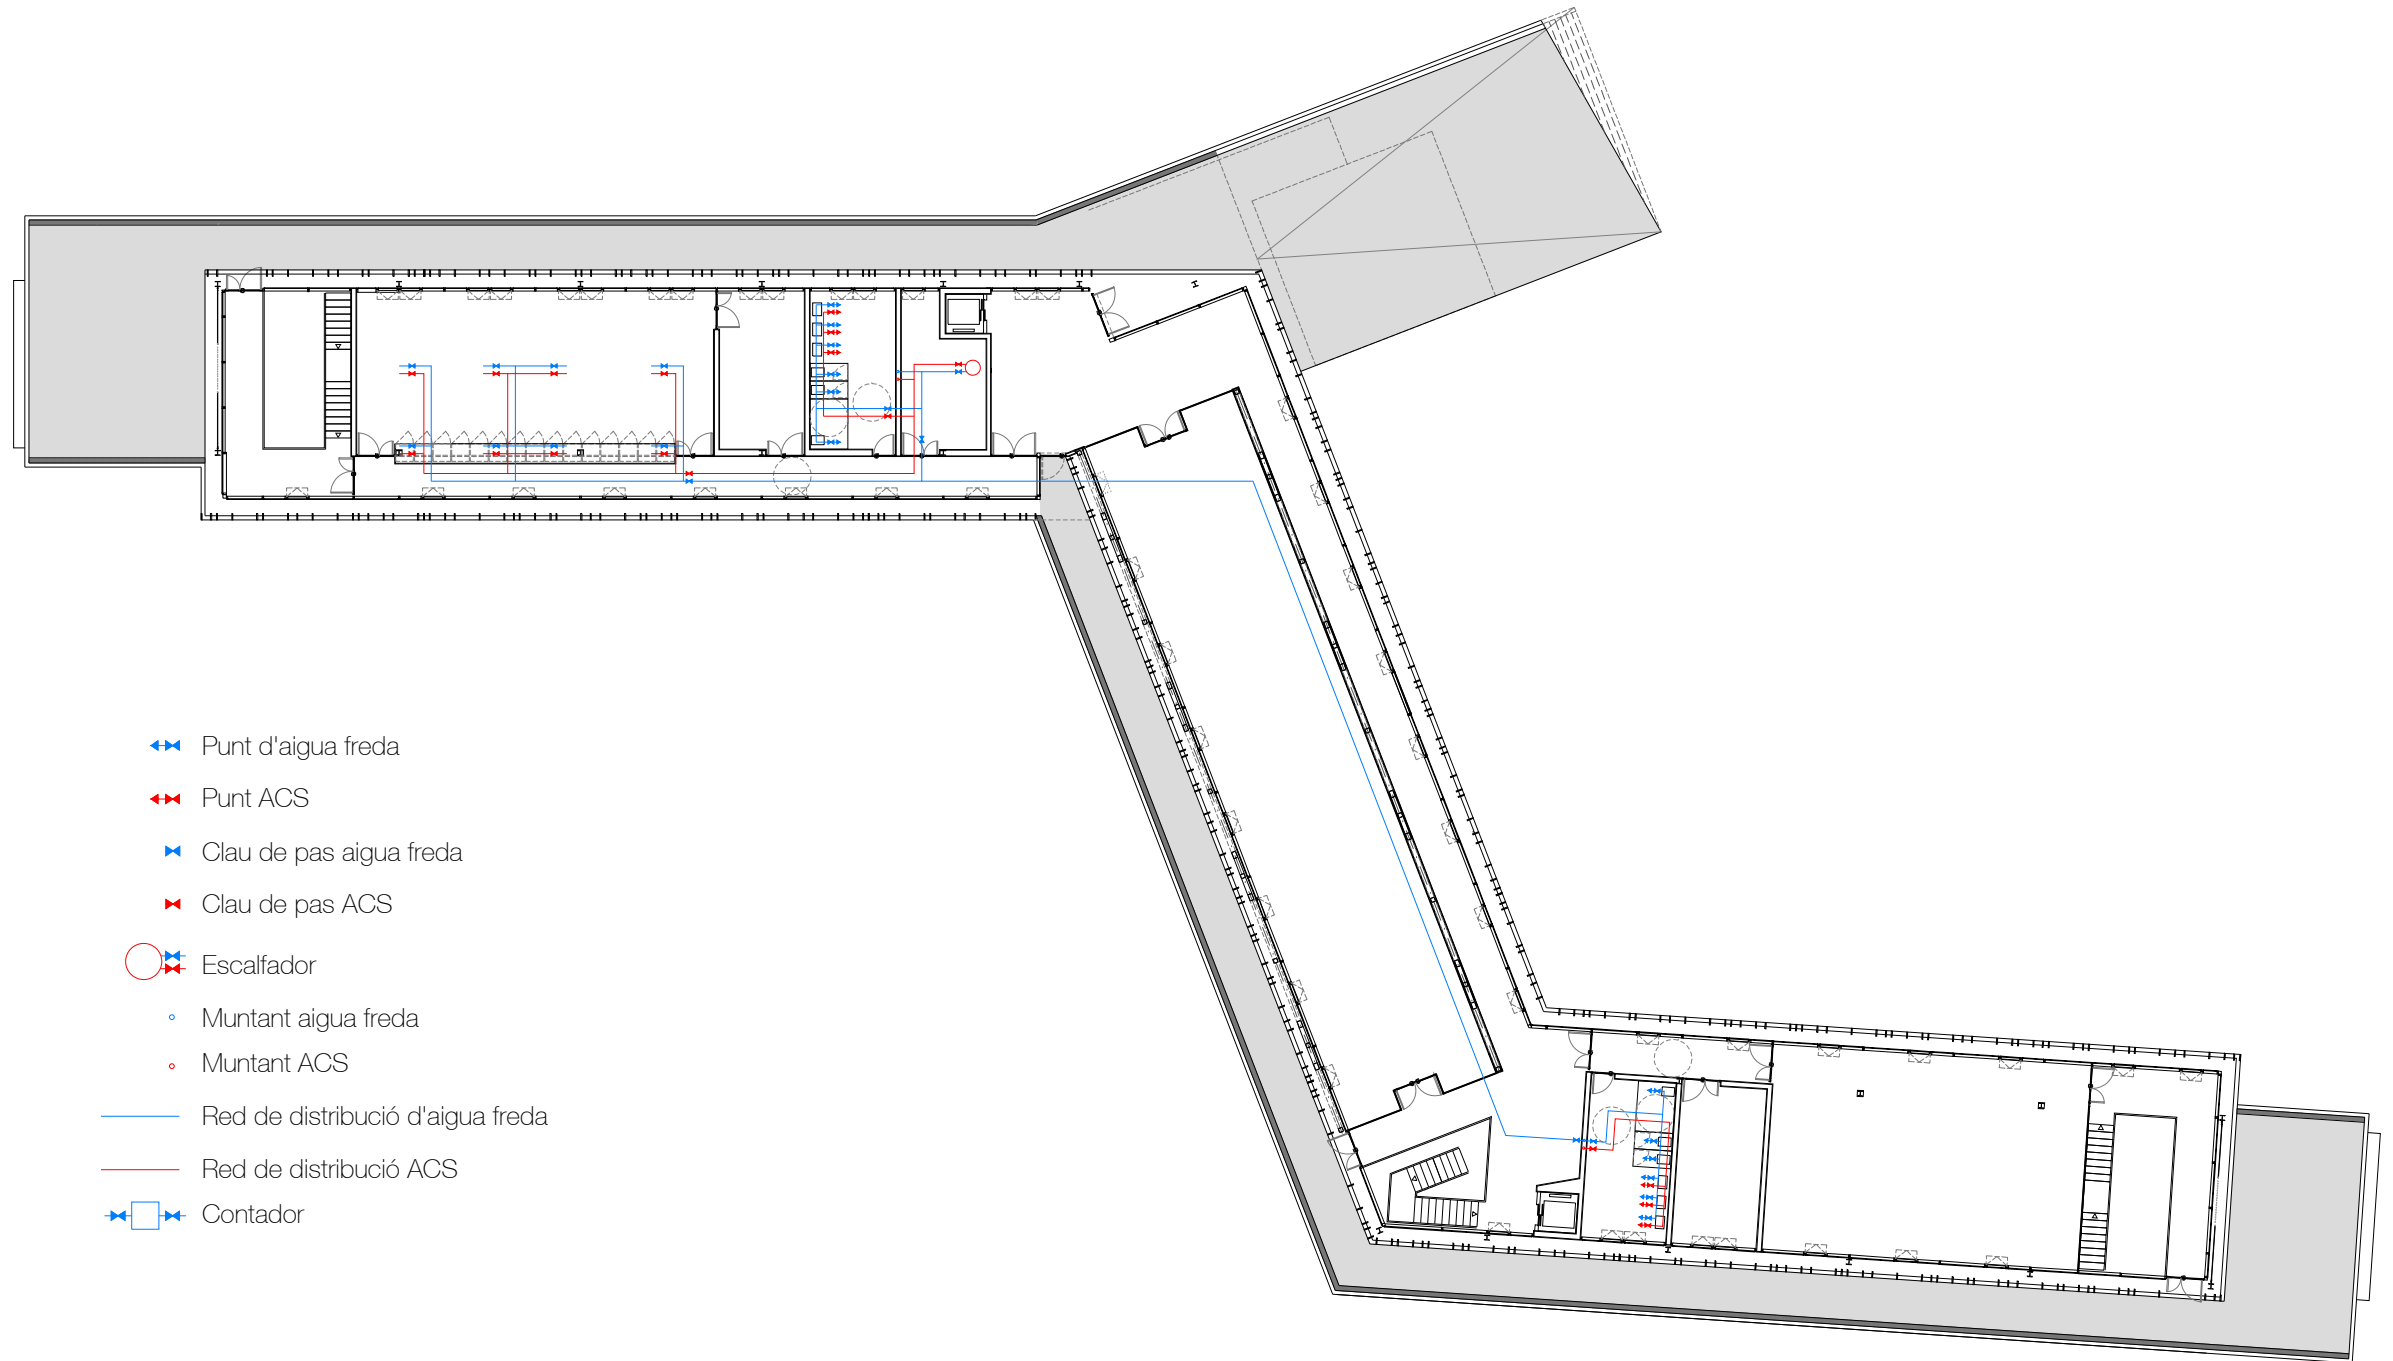 Punt d'aigua freda
Punt ACS
Clau de pas aigua freda
Clau de pas ACS
Escalfador
Muntant aigua freda
Muntant ACS
Red de distribució d'aigua freda
Red de distribució ACS
Contador